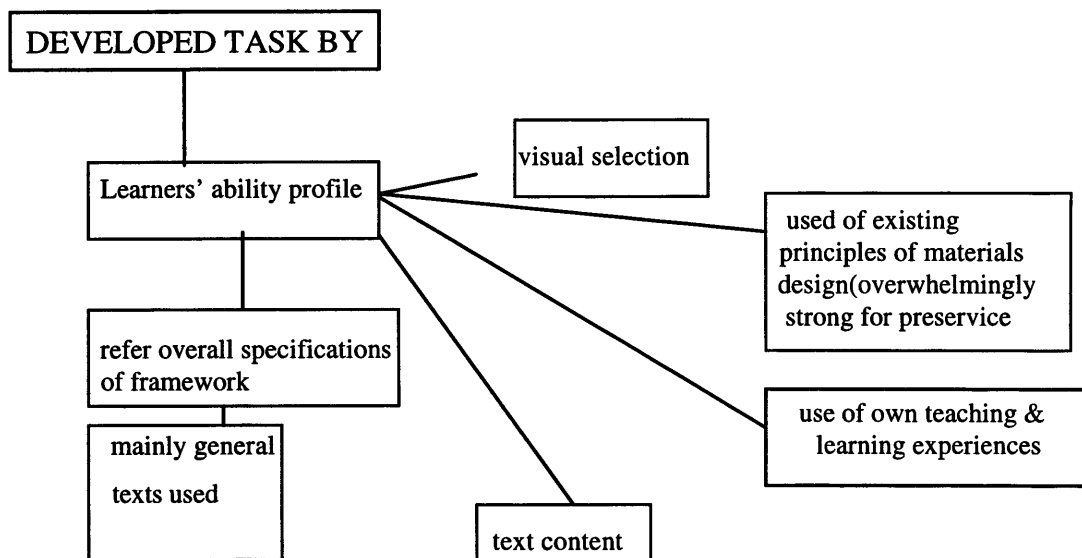 DEVELOPED TASK BY
visual selection
Learners' ability profile
used of existing
principles of materials
design(overwhelmingly
strong for preservice
refer overall specifications
of framework
use of own teaching &
learning experiences
mainly general
texts used
text content